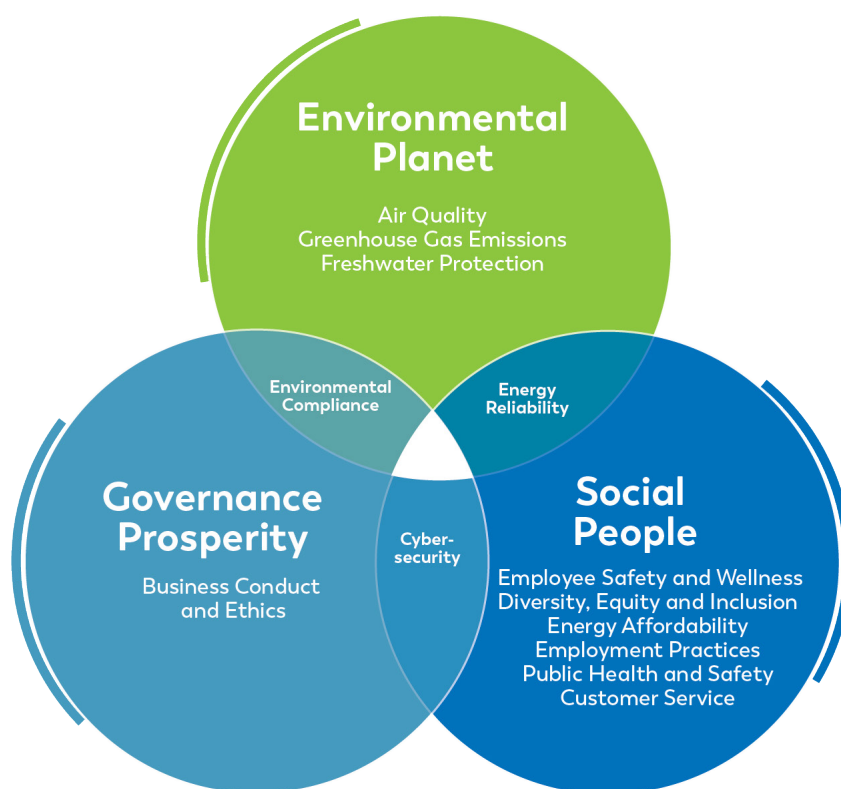 Environmental
Planet
Air Quality
Greenhouse Gas Emissions
Freshwater Protection
Environmental
Compliance
Energy
Reliability
Governance
Prosperity
Business Conduct
and Ethics
Cyber-
security
Social
People
Employee Safety and Wellness
Diversity, Equity and Inclusion
Energy Affordability
Employment Practices
Public Health and Safety
Customer Service